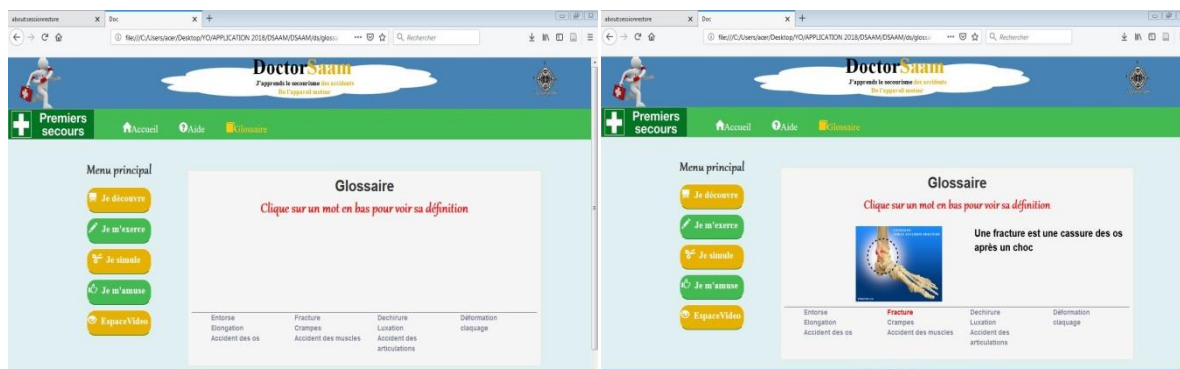 about:sessionrestore
Doc
file:///C:/Users/acer/Desktop/YO/APPLICATION 2018/DSAAM/DSAAM/ds/gloss
Rechercher
DoctorSaam
J'apprends le secourisme des accidents
De l'appareil moteur
Premiers
secours
Accueil
Aide
Glossaire
Menu principal
Je découvre
Je m'exerce
Je simule
Je m'amuse
EspaceVideo
Glossaire
Clique sur un mot en bas pour voir sa définition
Entorse Fracture Dechirure Déformation
Elongation Crampes Luxation claquage
Accident des os Accident des muscles Accident des
articulations
about:sessionrestore
Doc
file:///C:/Users/acer/Desktop/YO/APPLICATION 2018/DSAAM/DSAAM/ds/gloss
Rechercher
DoctorSaam
J'apprends le secourisme des accidents
De l'appareil moteur
Premiers
secours
Accueil
Aide
Glossaire
Menu principal
Je découvre
Je m'exerce
Je simule
Je m'amuse
EspaceVideo
Glossaire
Clique sur un mot en bas pour voir sa définition
Une fracture est une cassure des os
après un choc
Entorse Fracture Dechirure Déformation
Elongation Crampes Luxation claquage
Accident des os Accident des muscles Accident des
articulations